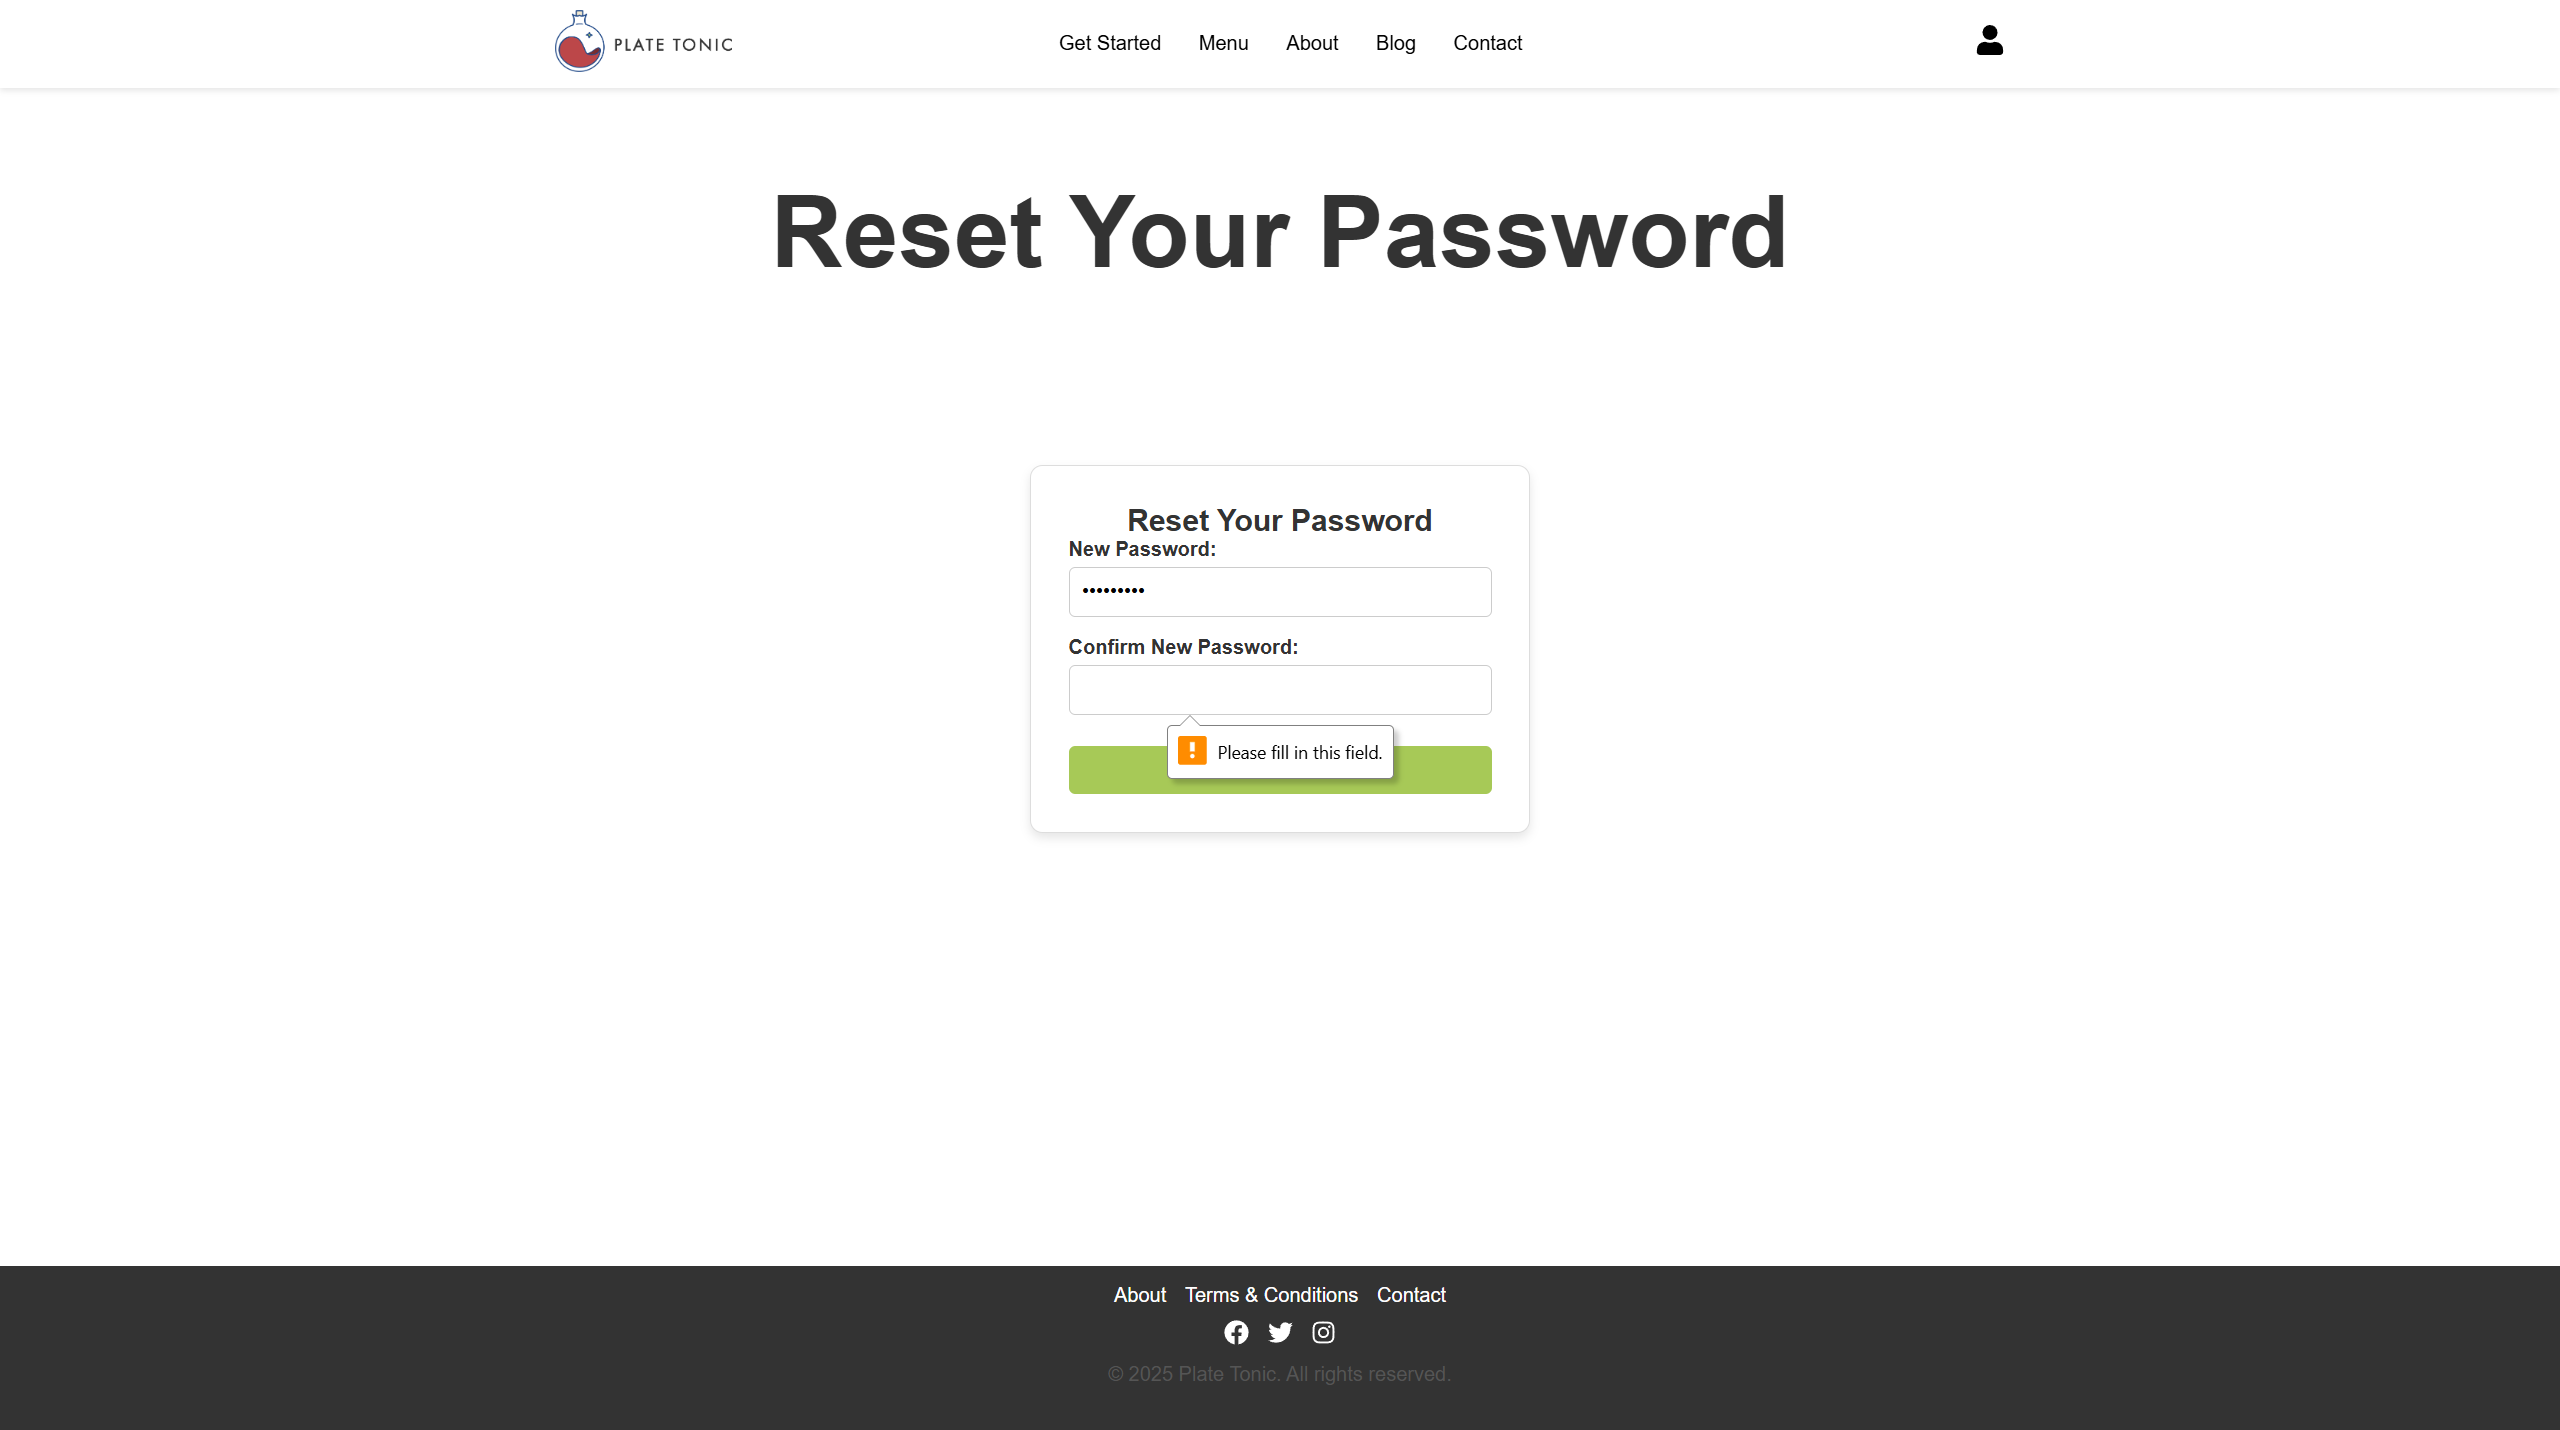 PLATE TONIC
Get Started Menu About Blog Contact
Reset Your Password
Reset Your Password
New Password:
•••••••••
Confirm New Password:
Please fill in this field.
About Terms & Conditions Contact
© 2025 Plate Tonic. All rights reserved.